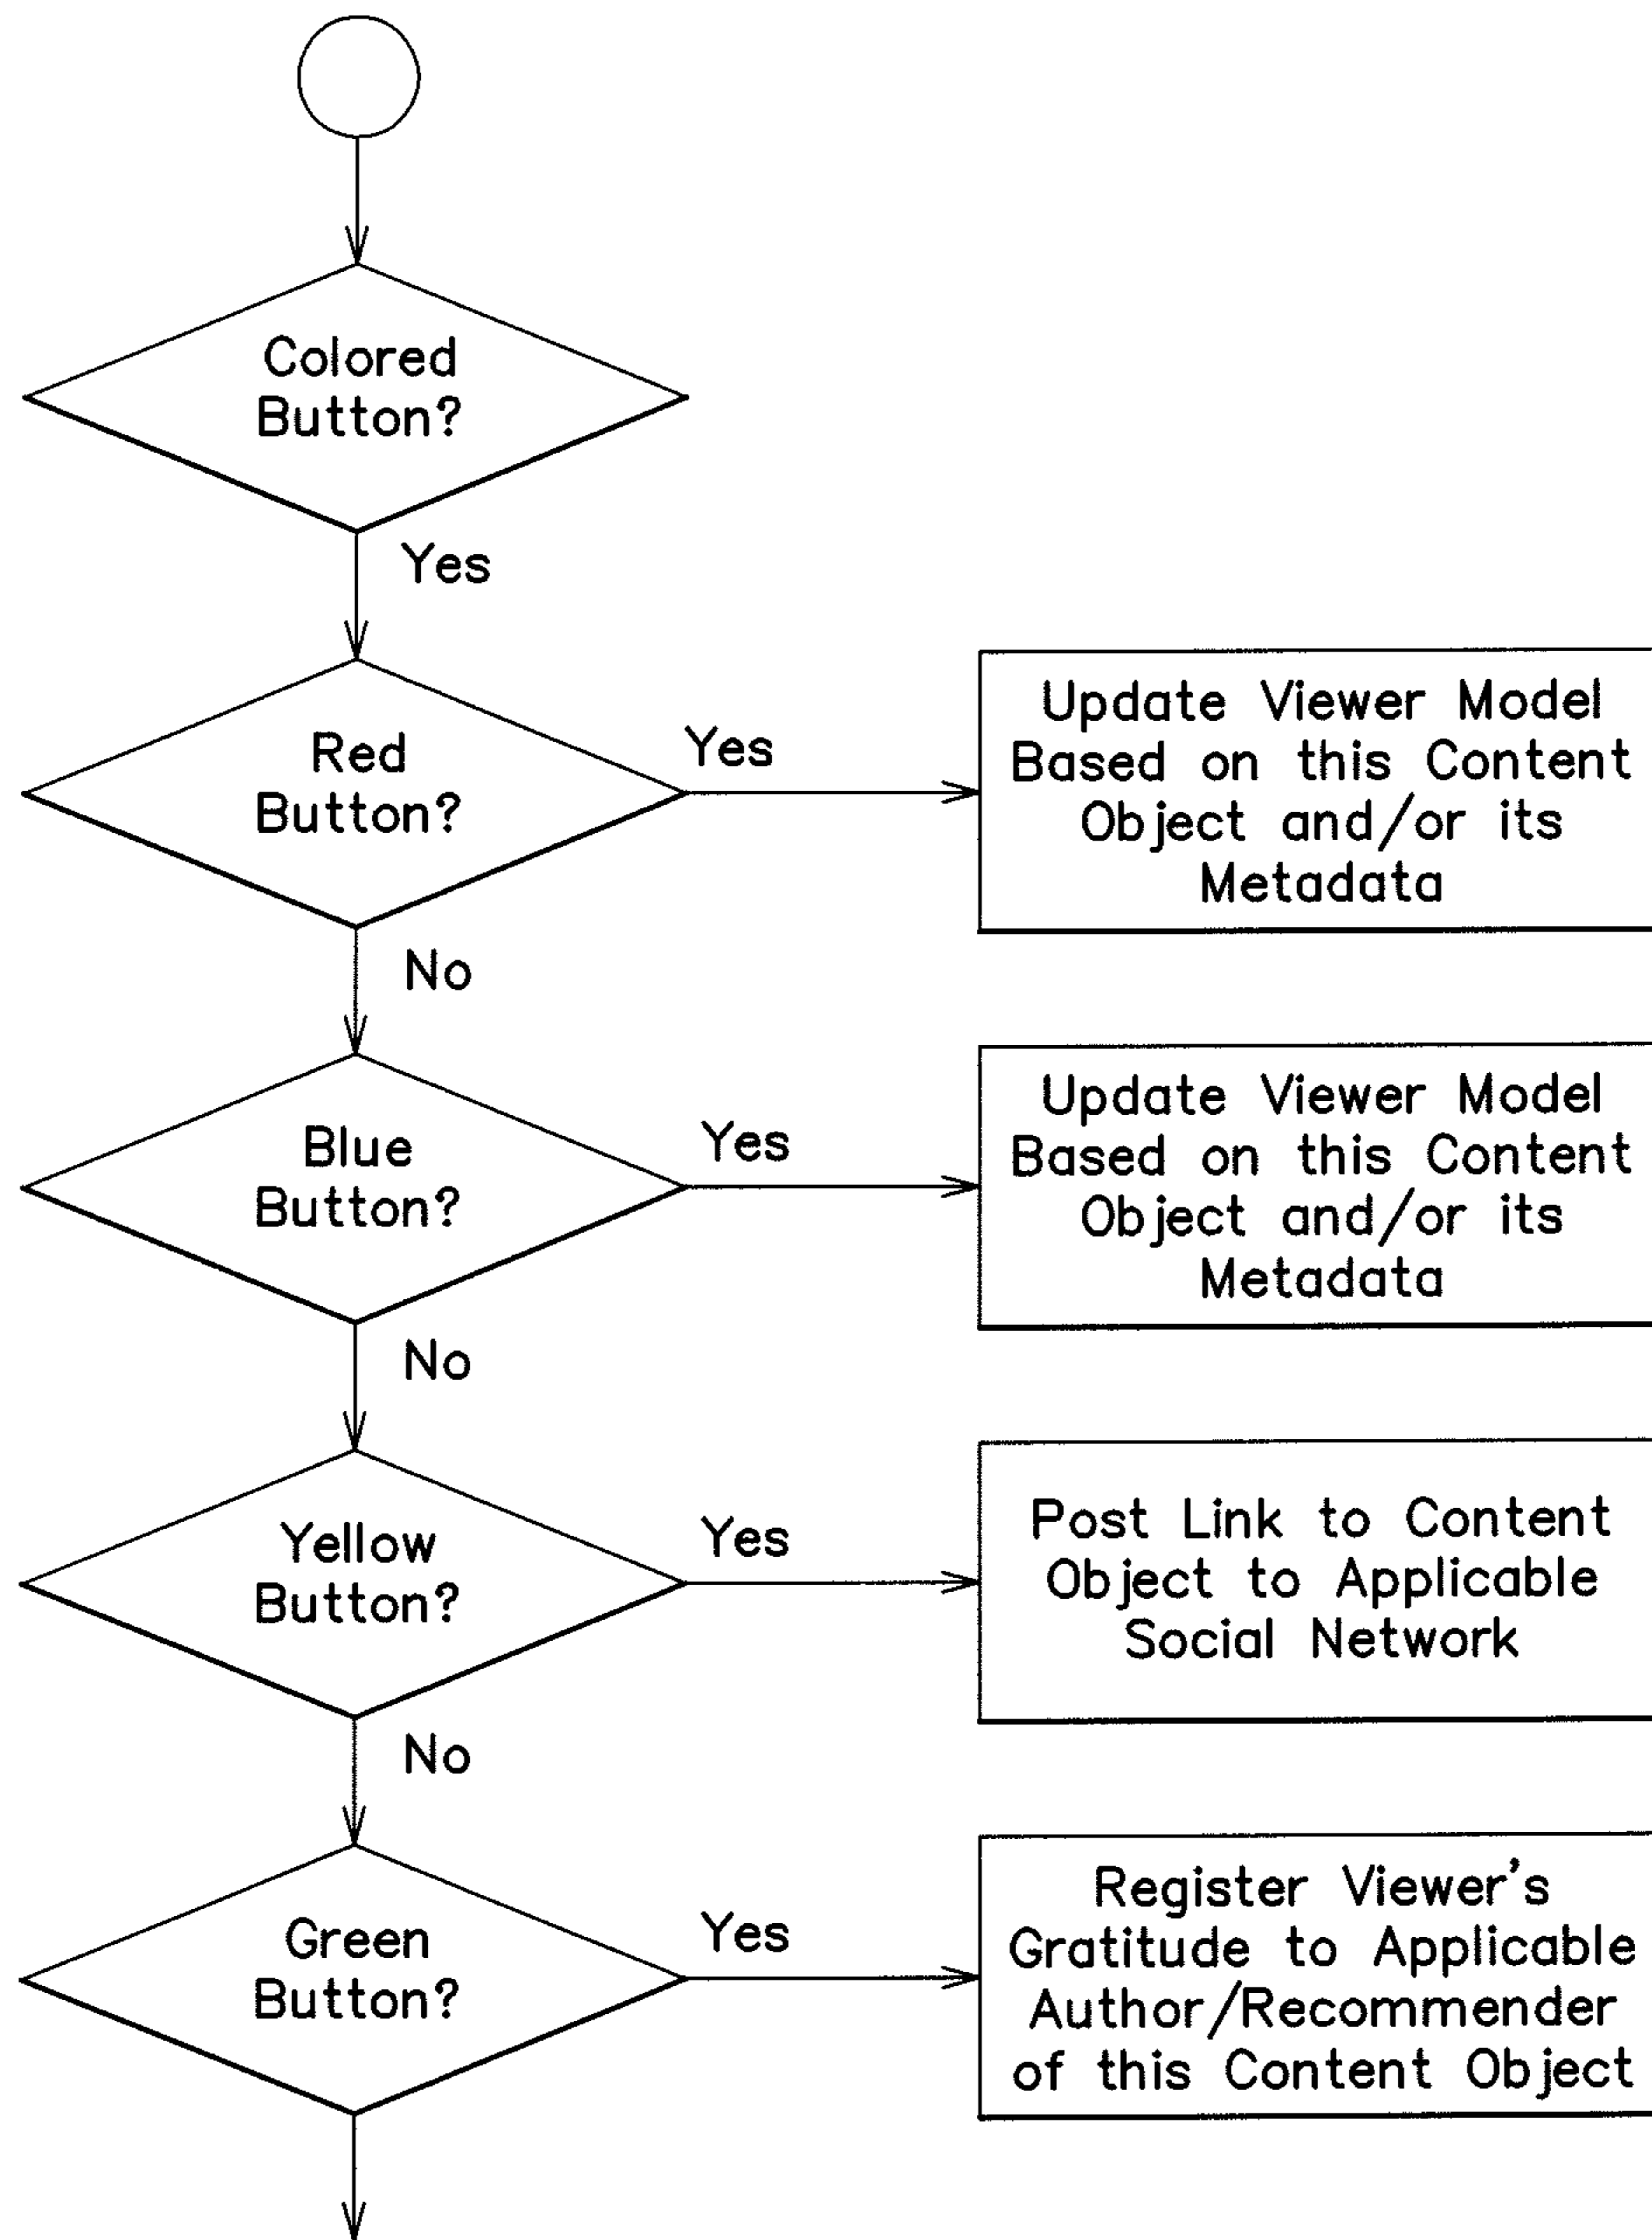 Colored
Button?
Yes
Red
Button?
Yes
Update Viewer Model
Based on this Content
Object and/or its
Metadata
No
Blue
Button?
Yes
Update Viewer Model
Based on this Content
Object and/or its
Metadata
No
Yellow
Button?
Yes
Post Link to Content
Object to Applicable
Social Network
No
Green
Button?
Yes
Register Viewer's
Gratitude to Applicable
Author/Recommender
of this Content Object